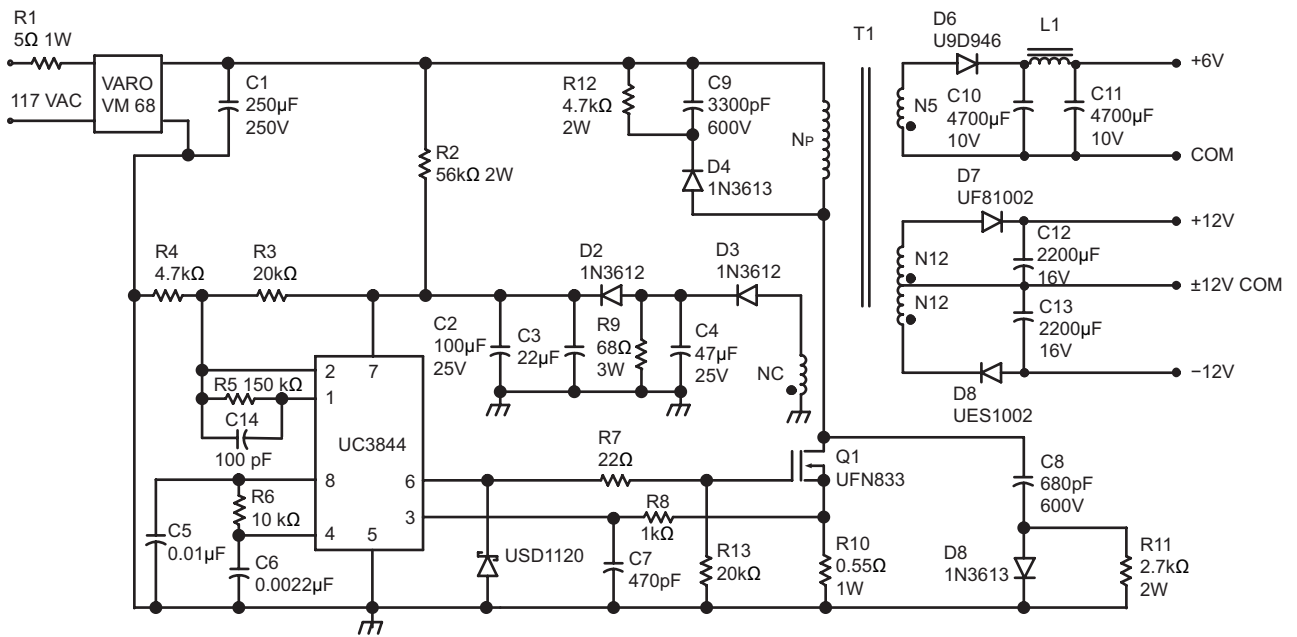 R1
5Ω 1W
117 VAC
VARO
VM 68
C1
250µF
250V
R2
56kΩ 2W
R12
4.7kΩ
2W
C9
3300pF
600V
D4
1N3613
NP
T1
D6
U9D946
L1
N5
C10
4700µF
10V
C11
4700µF
10V
+6V
COM
D7
UF81002
N12
N12
C12
2200µF
16V
C13
2200µF
16V
D8
UES1002
+12V
±12V COM
−12V
R4
4.7kΩ
R3
20kΩ
D2
1N3612
D3
1N3612
C2
100µF
25V
C3
22µF
R9
68Ω
3W
C4
47µF
25V
NC
R5 150 kΩ
C14
100 pF
2
1
7
UC3844
8
4
5
6
3
R6
10 kΩ
C5
0.01µF
C6
0.0022µF
USD1120
R7
22Ω
R8
1kΩ
C7
470pF
R13
20kΩ
Q1
UFN833
R10
0.55Ω
1W
C8
680pF
600V
D8
1N3613
R11
2.7kΩ
2W